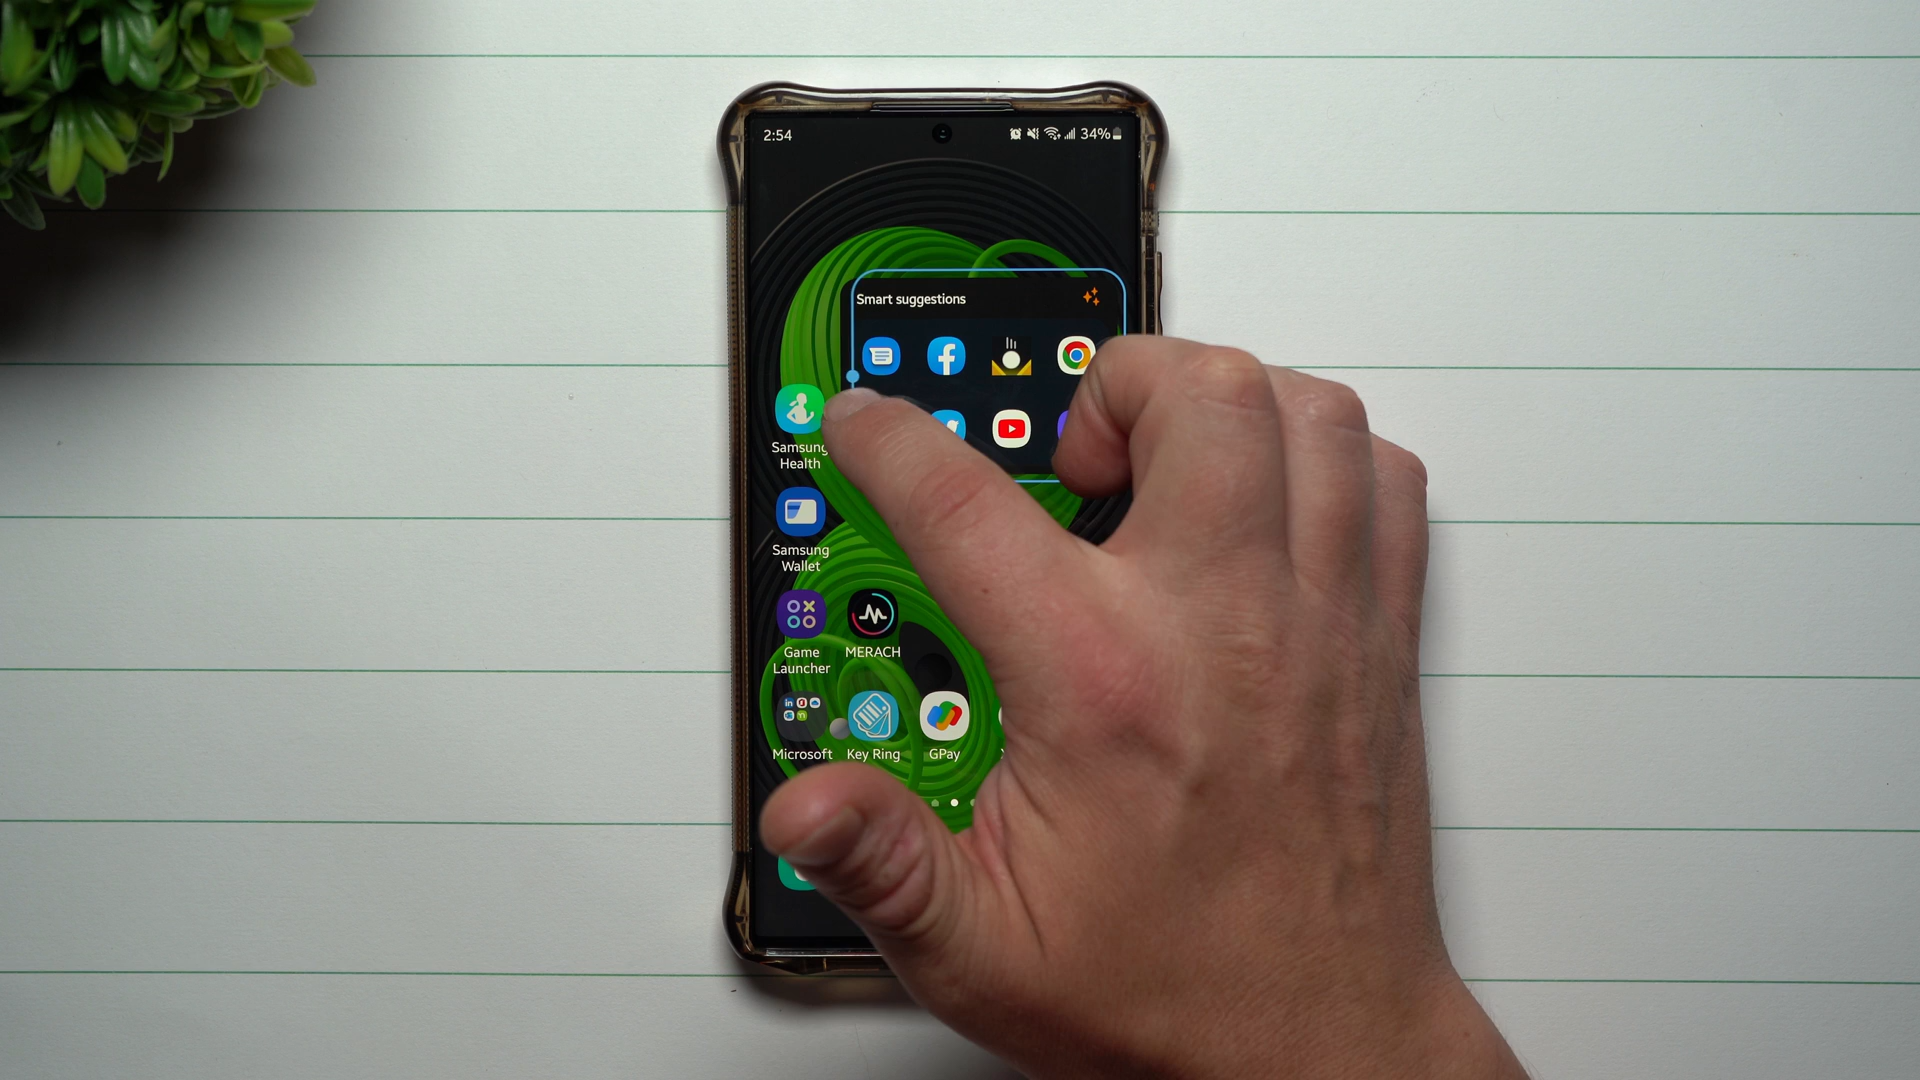 2:54
34%
Smart suggestions
Samsung
Health
Samsung
Wallet
Game
Launcher
MERACH
Microsoft
Key Ring
GPay